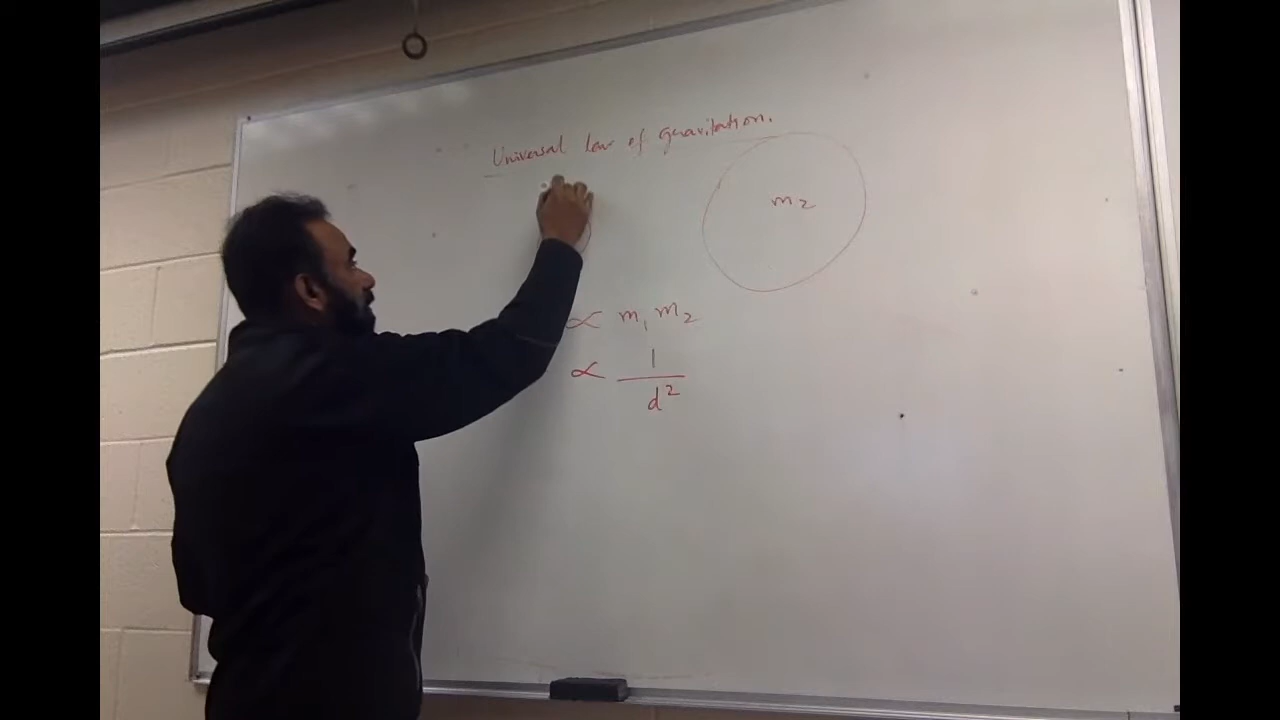 Universal law of gravitation.
m2
∝ m1 m2
∝ 1/d²